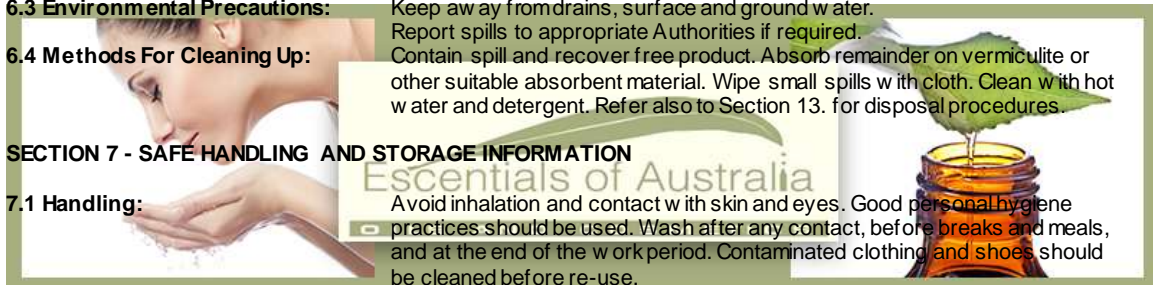 6.3 Environmental Precautions: Keep away from drains, surface and ground water.
Report spills to appropriate Authorities if required.
6.4 Methods For Cleaning Up: Contain spill and recover free product. Absorb remainder on vermiculite or
other suitable absorbent material. Wipe small spills with cloth. Clean with hot
water and detergent. Refer also to Section 13. for disposal procedures.
SECTION 7 - SAFE HANDLING AND STORAGE INFORMATION
Escentials of Australia
7.1 Handling: Avoid inhalation and contact with skin and eyes. Good personal hygiene
practices should be used. Wash after any contact, before breaks and meals,
and at the end of the work period. Contaminated clothing and shoes should
be cleaned before re-use.